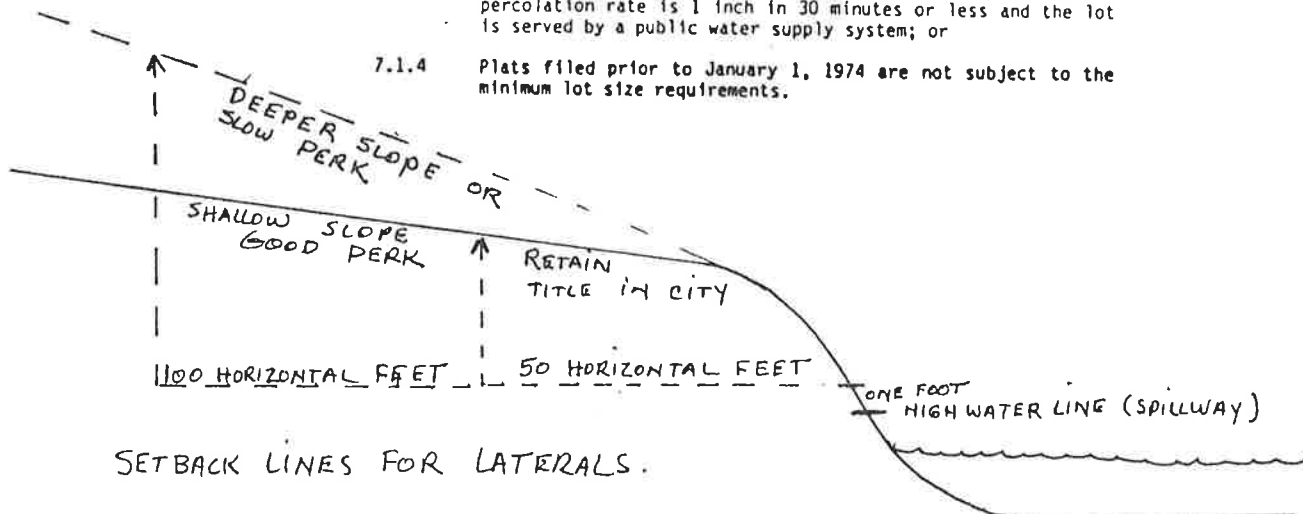 percolation rate is 1 inch in 30 minutes or less and the lot
is served by a public water supply system; or
7.1.4 Plats filed prior to January 1, 1974 are not subject to the
minimum lot size requirements.
DEEPER SLOPE OR
SLOW PERK
SHALLOW SLOPE
GOOD PERK
RETAIN
TITLE IN CITY
100 HORIZONTAL FEET
50 HORIZONTAL FEET
ONE FOOT
HIGH WATER LINE (SPILLWAY)
SETBACK LINES FOR LATERALS.